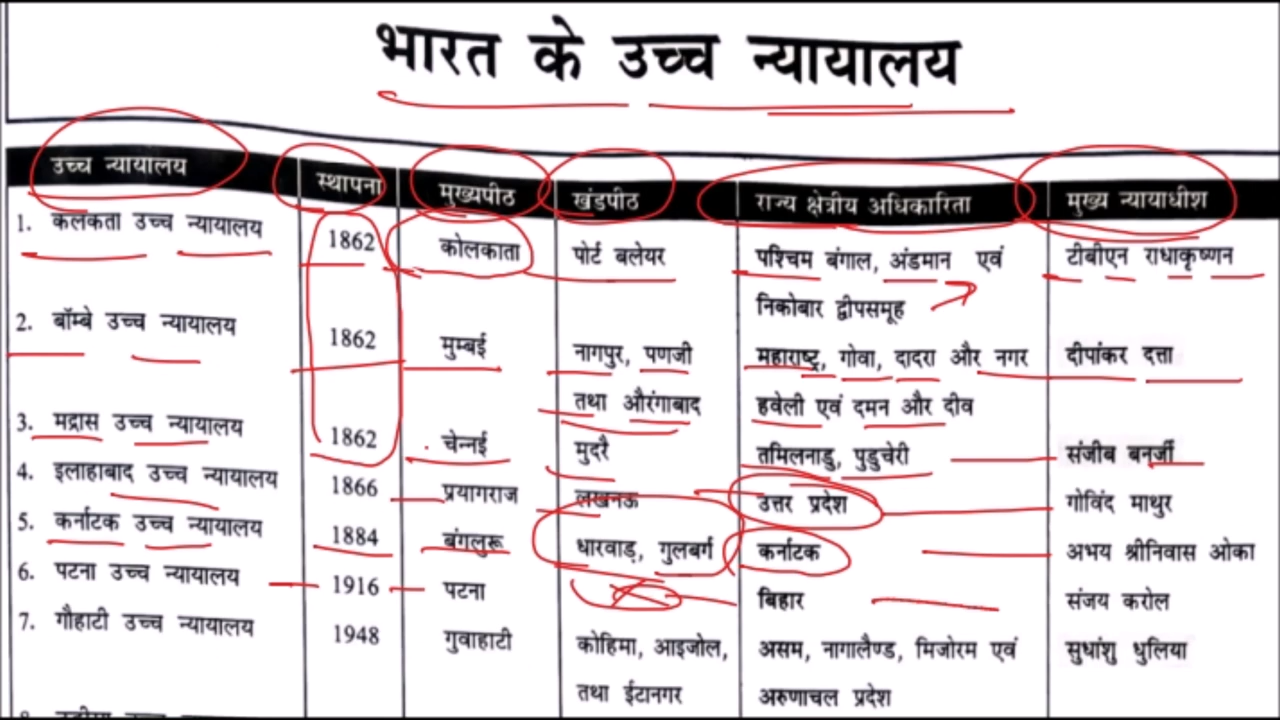 भारत के उच्च न्यायालय
उच्च न्यायालय स्थापना मुख्यपीठ खंडपीठ राज्य क्षेत्रीय अधिकारिता मुख्य न्यायाधीश
1. कलकता उच्च न्यायालय 1862 कोलकाता पोर्ट बलेयर पश्चिम बंगाल, अंडमान एवं टीबीएन राधाकृष्णन
निकोबार द्वीपसमूह
2. बॉम्बे उच्च न्यायालय 1862 मुम्बई नागपुर, पणजी महाराष्ट्र, गोवा, दादरा और नगर दीपांकर दत्ता
तथा औरंगाबाद हवेली एवं दमन और दीव
3. मद्रास उच्च न्यायालय 1862 चेन्नई मुदरै तमिलनाडु, पुडुचेरी संजीब बनर्जी
4. इलाहाबाद उच्च न्यायालय 1866 प्रयागराज लखनऊ उत्तर प्रदेश गोविंद माथुर
5. कर्नाटक उच्च न्यायालय 1884 बंगलुरू धारवाड़, गुलबर्ग कर्नाटक अभय श्रीनिवास ओका
6. पटना उच्च न्यायालय 1916 पटना बिहार संजय करोल
7. गौहाटी उच्च न्यायालय 1948 गुवाहाटी कोहिमा, आइजोल, असम, नागालैण्ड, मिजोरम एवं सुधांशु धुलिया
तथा ईटानगर अरुणाचल प्रदेश